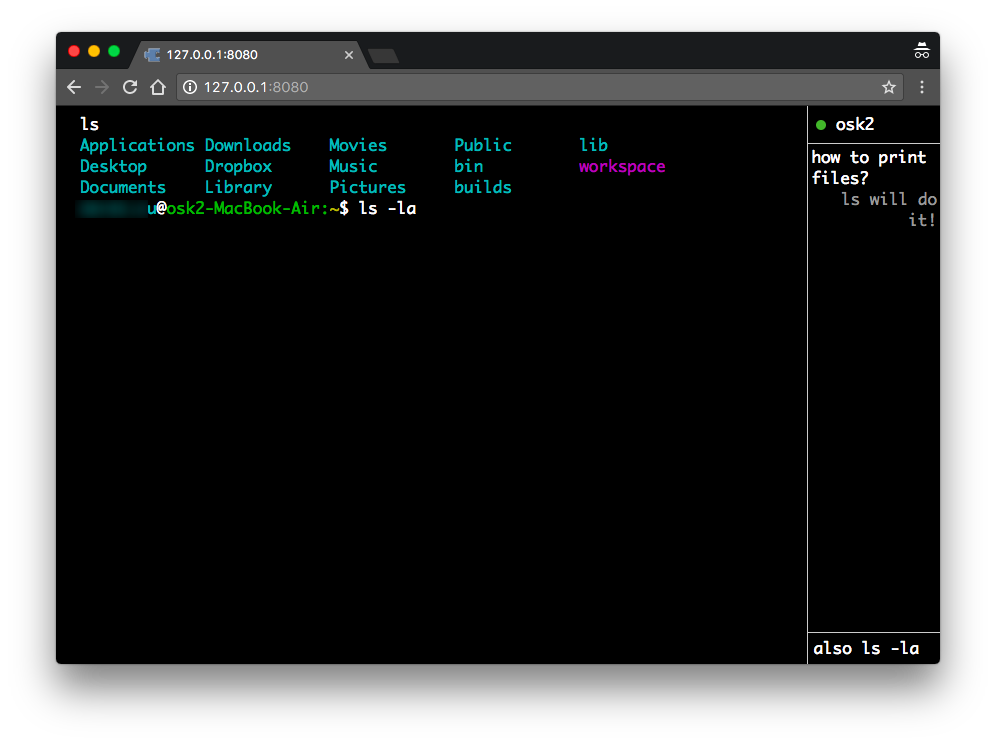 127.0.0.1:8080
127.0.0.1:8080
ls
Applications Downloads Movies Public lib
Desktop Dropbox Music bin workspace
Documents Library Pictures builds
u@osk2-MacBook-Air:~$ ls -la
osk2
how to print
files?
ls will do
it!
also ls -la